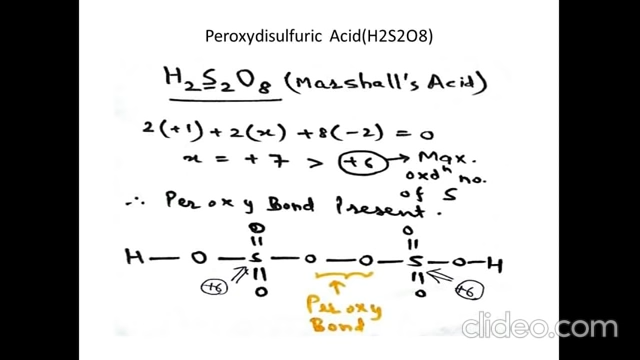 Peroxydisulfuric Acid(H2S2O8)
H₂S₂O₈ (Marshall's Acid)
2(+1) + 2(x) + 8(-2) = 0
x = +7 > +6 → Max.
oxdⁿ no.
of S
∴ Peroxy Bond Present.
O O
H — O — S — O — O — S — O — H
+6 O O +6
Peroxy
Bond
clideo.com